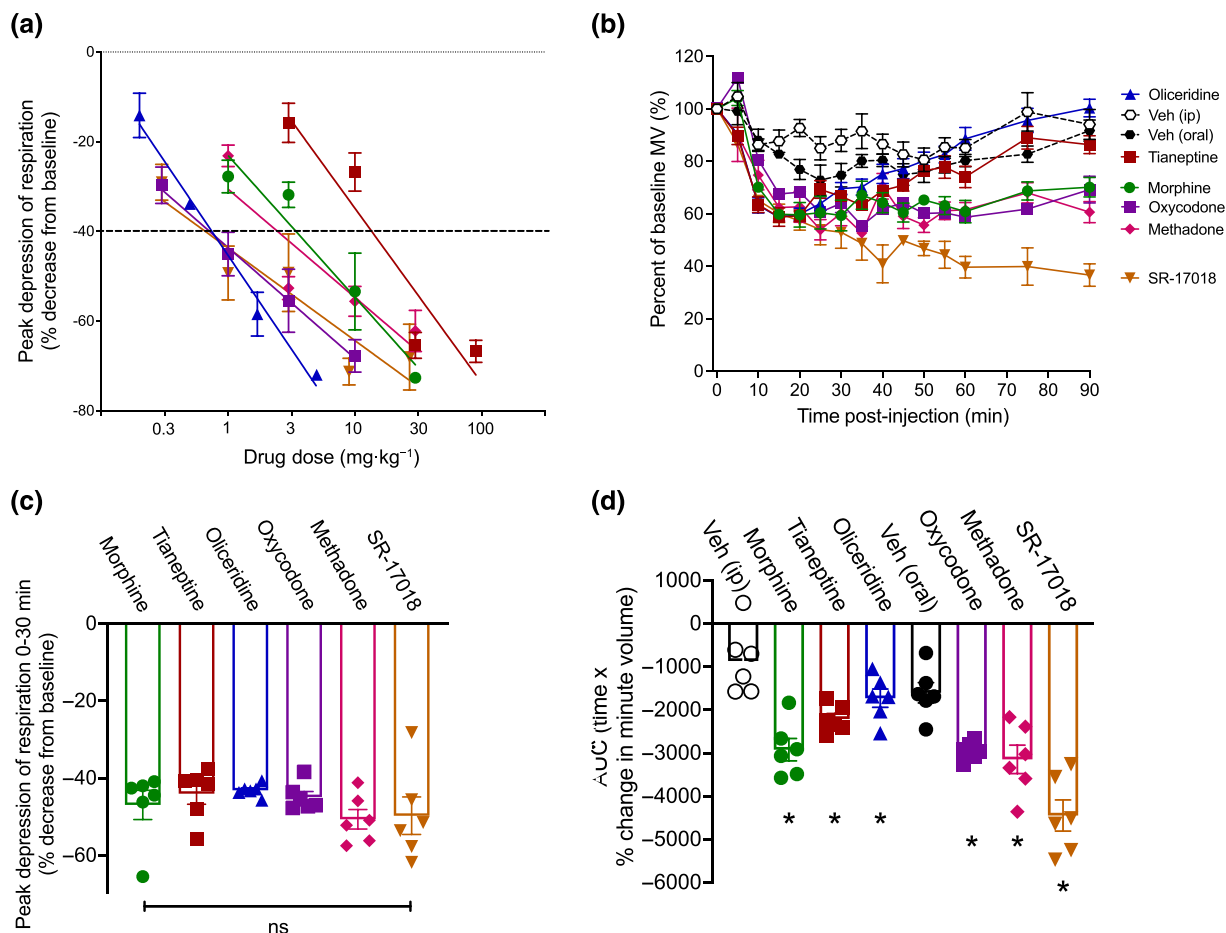 (a)
Peak depression of respiration
(% decrease from baseline)
0
-20
-40
-60
-80
0.3
1
3
10
30
100
Drug dose (mg·kg⁻¹)
(b)
Percent of baseline MV (%)
120
100
80
60
40
20
0
0
10
20
30
40
50
60
70
80
90
Time post-injection (min)
Oliceridine
Veh (ip)
Veh (oral)
Tianeptine
Morphine
Oxycodone
Methadone
SR-17018
(c)
Peak depression of respiration 0-30 min
(% decrease from baseline)
Morphine
Tianeptine
Oliceridine
Oxycodone
Methadone
SR-17018
0
−20
−40
−60
ns
(d)
AUC (time x
% change in minute volume)
Veh (ip)
Morphine
Tianeptine
Oliceridine
Veh (oral)
Oxycodone
Methadone
SR-17018
1000
0
−1000
−2000
−3000
−4000
−5000
−6000
* * * * * *